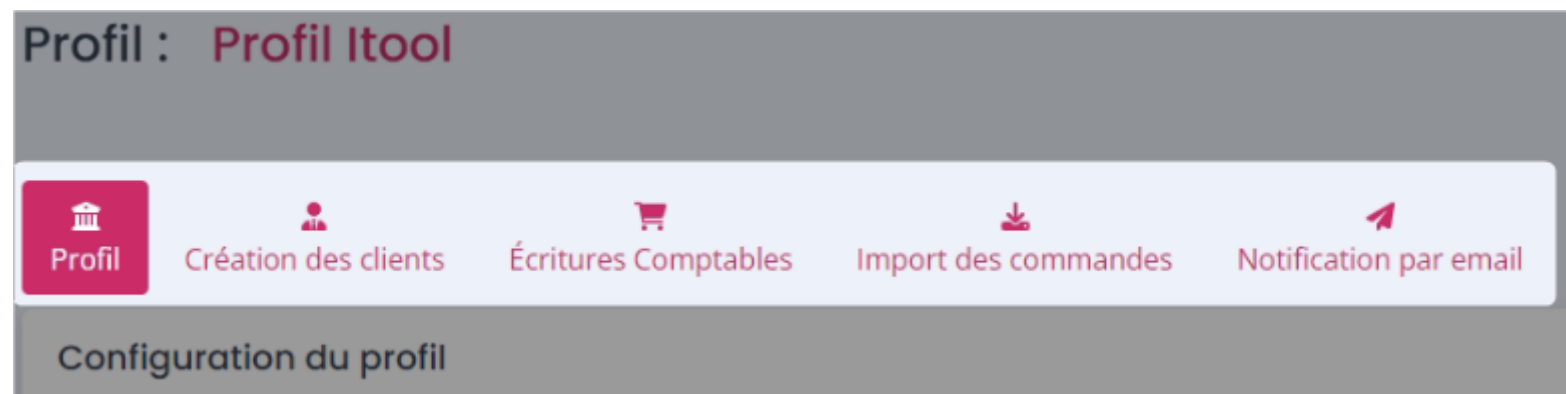 Profil : Profil Itool
Profil Création des clients Écritures Comptables Import des commandes Notification par email
Configuration du profil